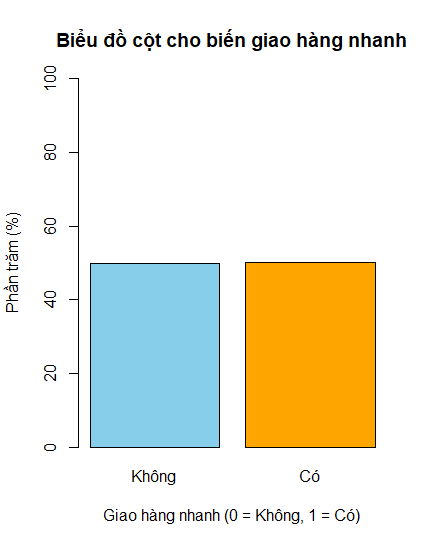 Biểu đồ cột cho biến giao hàng nhanh
Phần trăm (%)
100
80
60
40
20
0
Không Có
Giao hàng nhanh (0 = Không, 1 = Có)